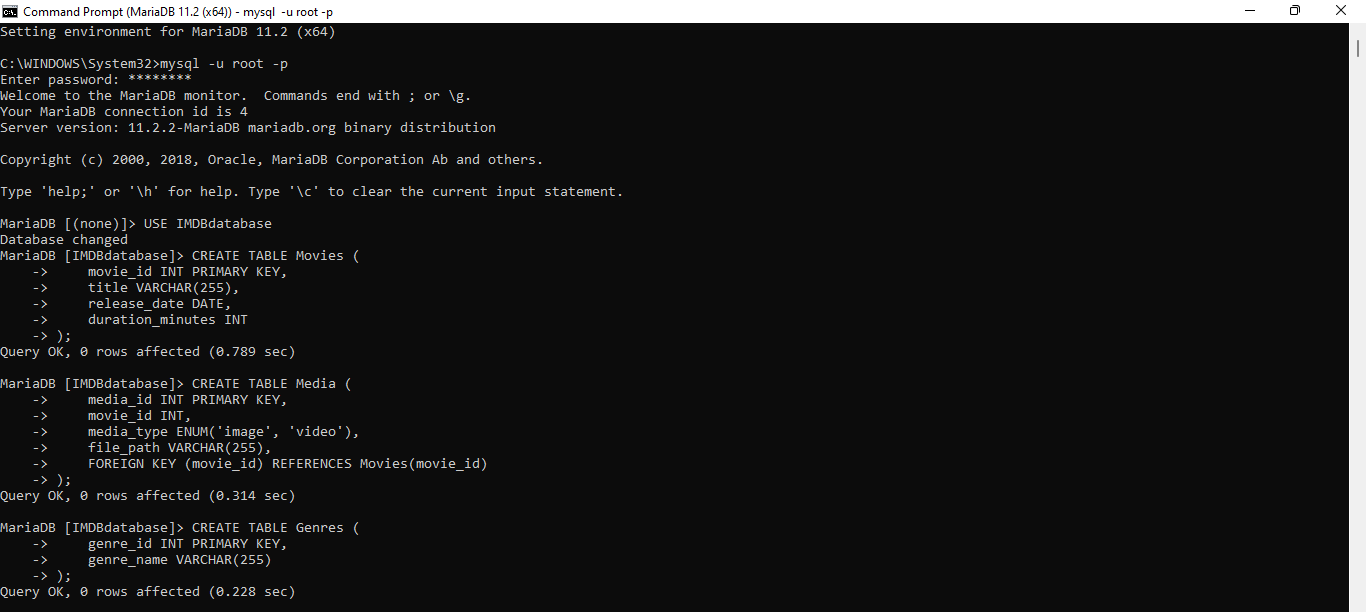 Command Prompt (MariaDB 11.2 (x64)) - mysql -u root -p
Setting environment for MariaDB 11.2 (x64)
C:\WINDOWS\System32>mysql -u root -p
Enter password: ********
Welcome to the MariaDB monitor.  Commands end with ; or \g.
Your MariaDB connection id is 4
Server version: 11.2.2-MariaDB mariadb.org binary distribution
Copyright (c) 2000, 2018, Oracle, MariaDB Corporation Ab and others.
Type 'help;' or '\h' for help. Type '\c' to clear the current input statement.
MariaDB [(none)]> USE IMDBdatabase
Database changed
MariaDB [IMDBdatabase]> CREATE TABLE Movies (
    ->     movie_id INT PRIMARY KEY,
    ->     title VARCHAR(255),
    ->     release_date DATE,
    ->     duration_minutes INT
    -> );
Query OK, 0 rows affected (0.789 sec)
MariaDB [IMDBdatabase]> CREATE TABLE Media (
    ->     media_id INT PRIMARY KEY,
    ->     movie_id INT,
    ->     media_type ENUM('image', 'video'),
    ->     file_path VARCHAR(255),
    ->     FOREIGN KEY (movie_id) REFERENCES Movies(movie_id)
    -> );
Query OK, 0 rows affected (0.314 sec)
MariaDB [IMDBdatabase]> CREATE TABLE Genres (
    ->     genre_id INT PRIMARY KEY,
    ->     genre_name VARCHAR(255)
    -> );
Query OK, 0 rows affected (0.228 sec)